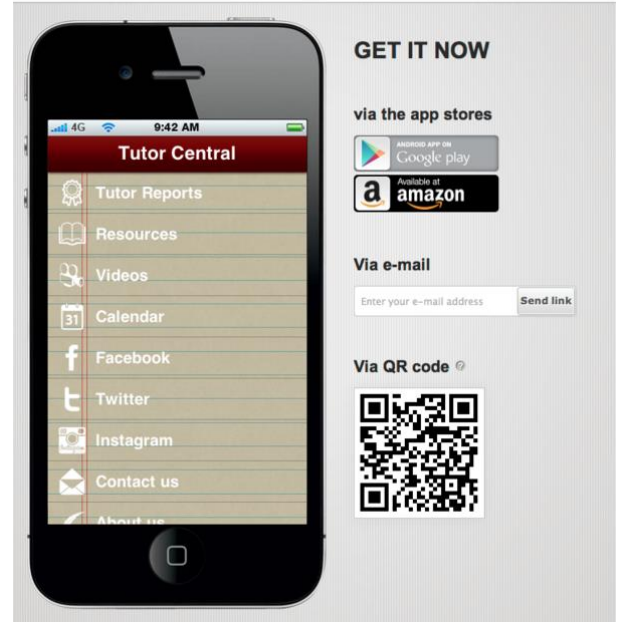 4G 9:42 AM
Tutor Central
Tutor Reports
Resources
Videos
31 Calendar
f Facebook
t Twitter
Instagram
Contact us
About us
GET IT NOW
via the app stores
ANDROID APP ON
Google play
a Available at
amazon
Via e-mail
Enter your e-mail address Send link
Via QR code ?